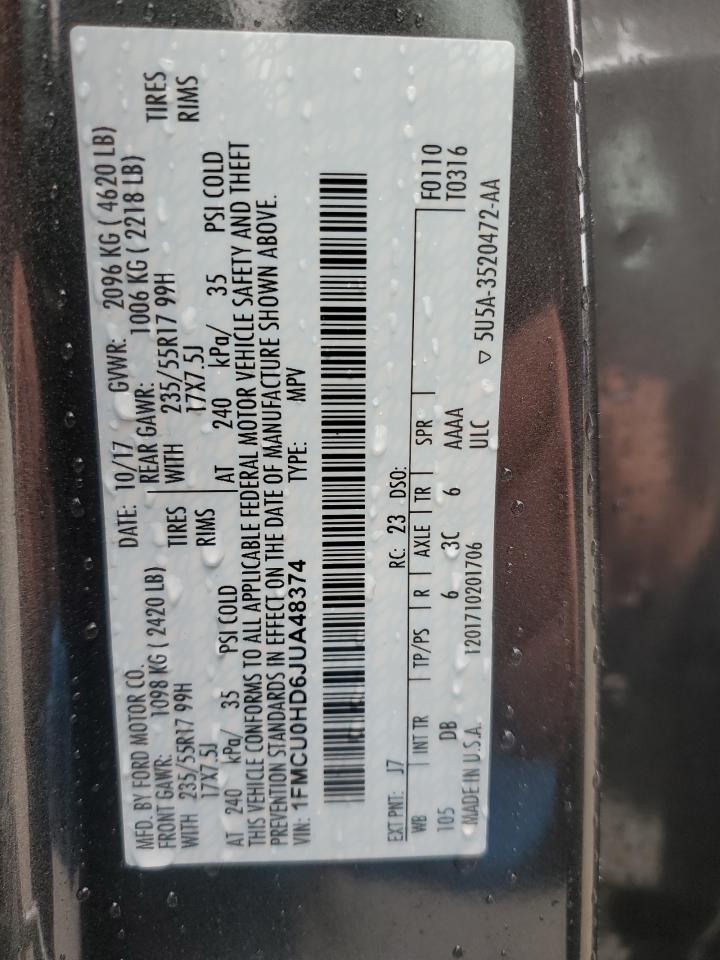 MFD. BY FORD MOTOR CO. DATE: 10/17 GVWR: 2096 KG ( 4620 LB)
FRONT GAWR: 1098 KG ( 2420 LB) REAR GAWR: 1006 KG ( 2218 LB)
WITH 235/55R17 99H TIRES WITH 235/55R17 99H TIRES
17X7.5J RIMS 17X7.5J RIMS
AT 240 kPa/ 35 PSI COLD AT 240 kPa/ 35 PSI COLD
THIS VEHICLE CONFORMS TO ALL APPLICABLE FEDERAL MOTOR VEHICLE SAFETY AND THEFT
PREVENTION STANDARDS IN EFFECT ON THE DATE OF MANUFACTURE SHOWN ABOVE.
VIN: 1FMCU0HD6JUA48374 TYPE: MPV
EXT PNT: J7 RC: 23 DSO:
WB INT TR TP/PS R AXLE TR SPR F0110
T0316
105 DB 6 3C 6 AAAA
ULC
MADE IN U.S.A. 1201710201706 ▽ 5U5A-3520472-AA